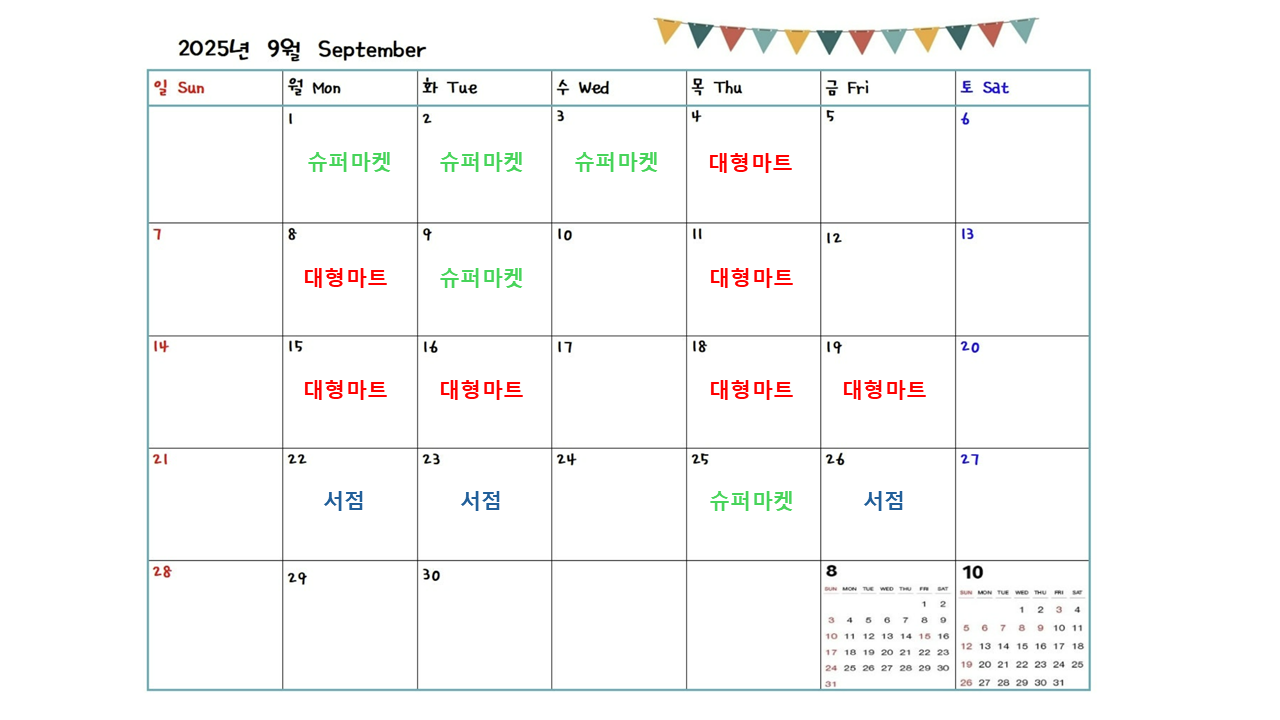 2025년 9월 September
일 Sun 월 Mon 화 Tue 수 Wed 목 Thu 금 Fri 토 Sat
1 2 3 4 5 6
슈퍼마켓 슈퍼마켓 슈퍼마켓 대형마트
7 8 9 10 11 12 13
대형마트 슈퍼마켓 대형마트
14 15 16 17 18 19 20
대형마트 대형마트 대형마트 대형마트
21 22 23 24 25 26 27
서점 서점 슈퍼마켓 서점
28 29 30
8
SUN MON TUE WED THU FRI SAT
1 2
3 4 5 6 7 8 9
10 11 12 13 14 15 16
17 18 19 20 21 22 23
24 25 26 27 28 29 30
31
10
SUN MON TUE WED THU FRI SAT
1 2 3 4
5 6 7 8 9 10 11
12 13 14 15 16 17 18
19 20 21 22 23 24 25
26 27 28 29 30 31